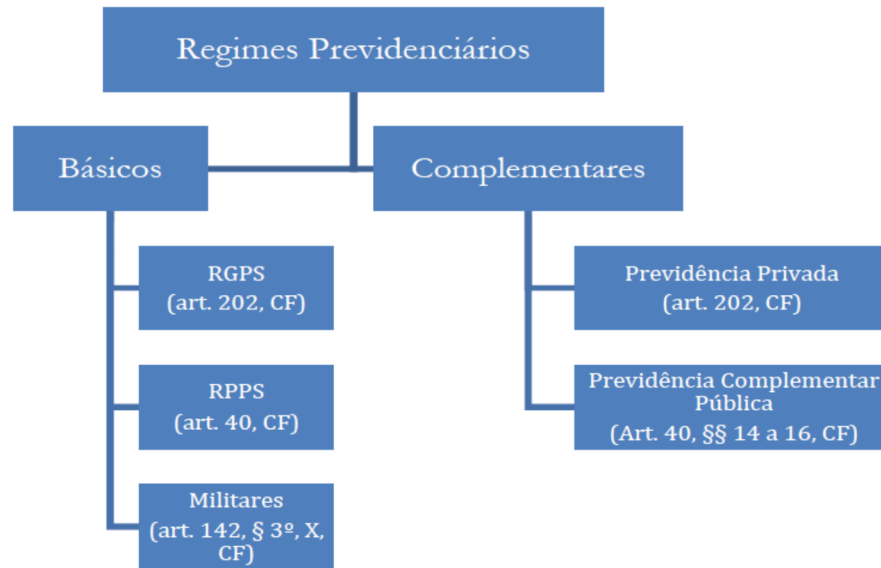 Regimes Previdenciários
Básicos
Complementares
RGPS
(art. 202, CF)
RPPS
(art. 40, CF)
Militares
(art. 142, § 3º, X,
CF)
Previdência Privada
(art. 202, CF)
Previdência Complementar
Pública
(Art. 40, §§ 14 a 16, CF)